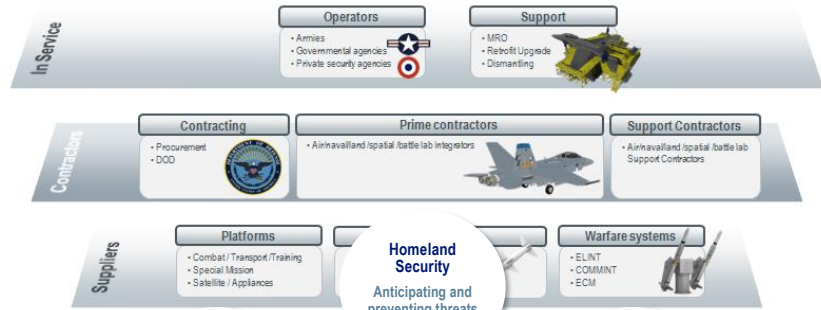 In Service
Operators
• Armies
• Governmental agencies
• Private security agencies
Support
• MRO
• Retrofit Upgrade
• Dismantling
Contractors
Contracting
• Procurement
• DOD
Prime contractors
• Air/naval/land /spatial /battle lab Integrators
Support Contractors
• Air/naval/land /spatial /battle lab
Support Contractors
Suppliers
Platforms
• Combat / Transport /Training
• Special Mission
• Satellite / Appliances
Homeland
Security
Anticipating and
preventing threats
Warfare systems
• ELINT
• COMMINT
• ECM